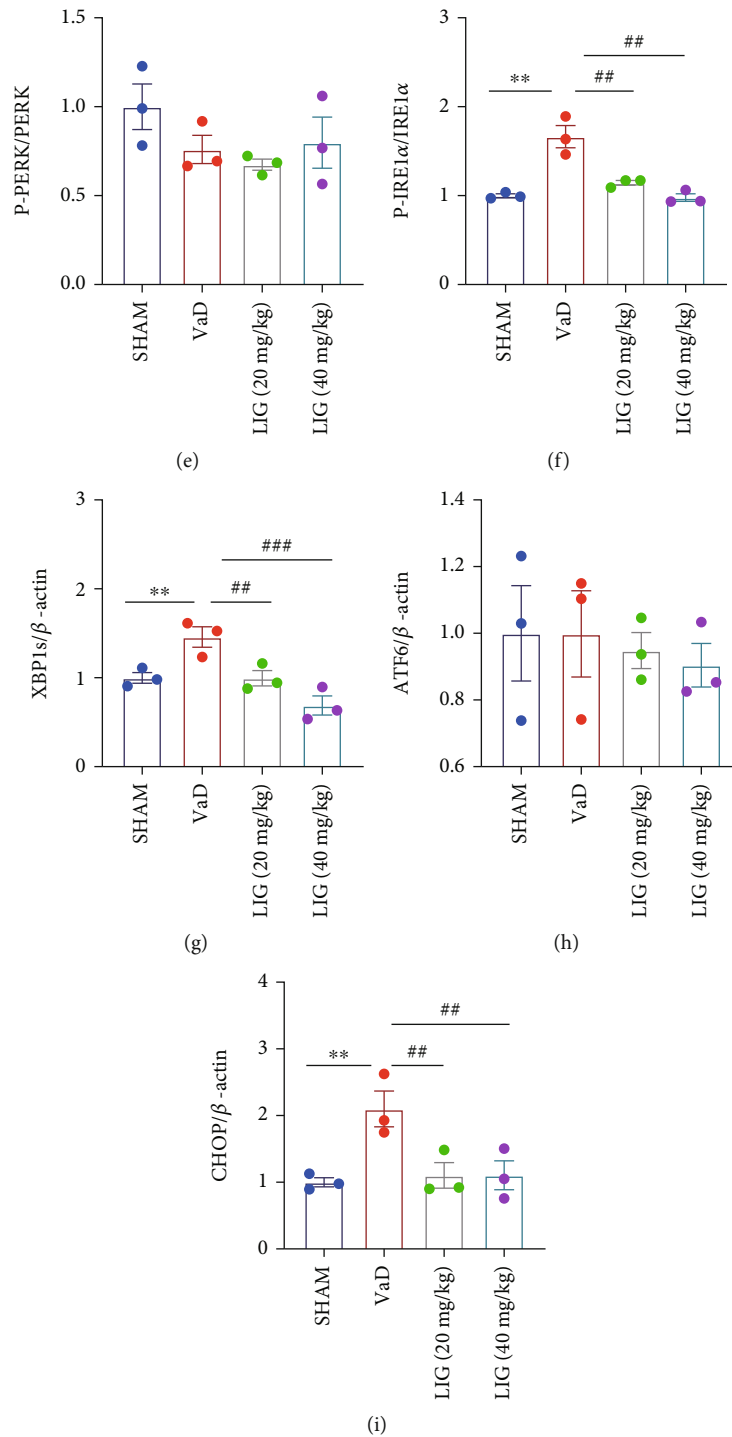 P-PERK/PERK
1.5
1.0
0.5
0.0
SHAM
VaD
LIG (20 mg/kg)
LIG (40 mg/kg)
(e)
P-IRE1α/IRE1α
3
2
1
0
**
##
##
SHAM
VaD
LIG (20 mg/kg)
LIG (40 mg/kg)
(f)
XBP1s/β -actin
3
2
1
0
**
##
###
SHAM
VaD
LIG (20 mg/kg)
LIG (40 mg/kg)
(g)
ATF6/β -actin
1.4
1.2
1.0
0.8
0.6
SHAM
VaD
LIG (20 mg/kg)
LIG (40 mg/kg)
(h)
CHOP/β -actin
4
3
2
1
0
**
##
##
SHAM
VaD
LIG (20 mg/kg)
LIG (40 mg/kg)
(i)